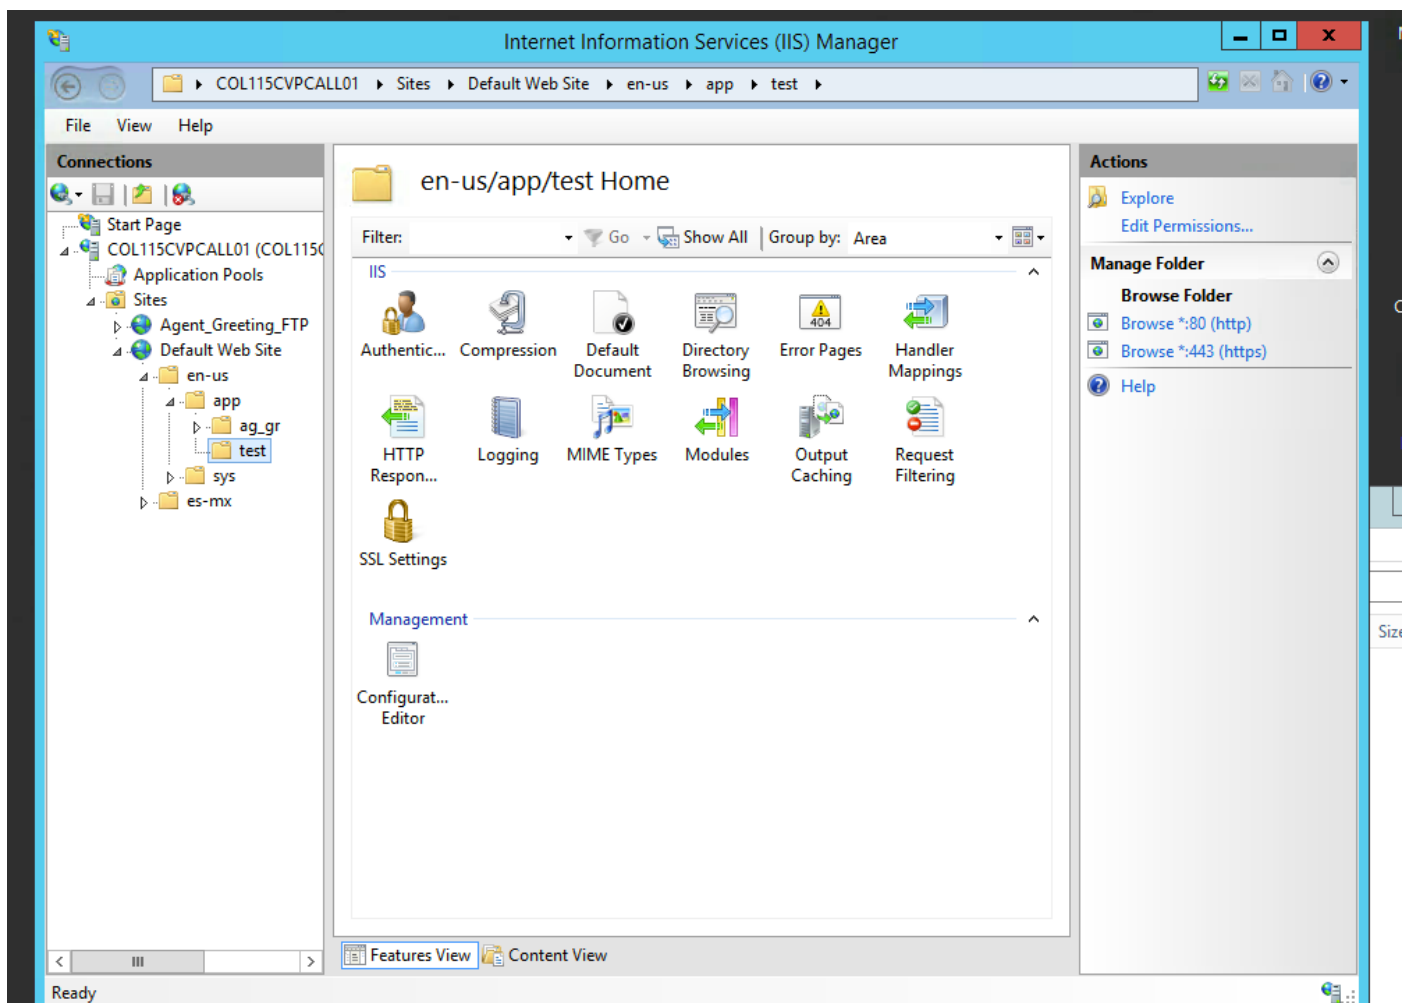 Internet Information Services (IIS) Manager
COL115CVPCALL01 Sites Default Web Site en-us app test
File View Help
Connections
Start Page
COL115CVPCALL01 (COL115C
Application Pools
Sites
Agent_Greeting_FTP
Default Web Site
en-us
app
ag_gr
test
sys
es-mx
en-us/app/test Home
Filter: Go Show All Group by: Area
IIS
Authentic... Compression Default Directory Error Pages Handler
Document Browsing Mappings
404
HTTP Logging MIME Types Modules Output Request
Respon... Caching Filtering
SSL Settings
Management
Configurat...
Editor
Features View Content View
Actions
Explore
Edit Permissions...
Manage Folder
Browse Folder
Browse *:80 (http)
Browse *:443 (https)
Help
Size
Ready